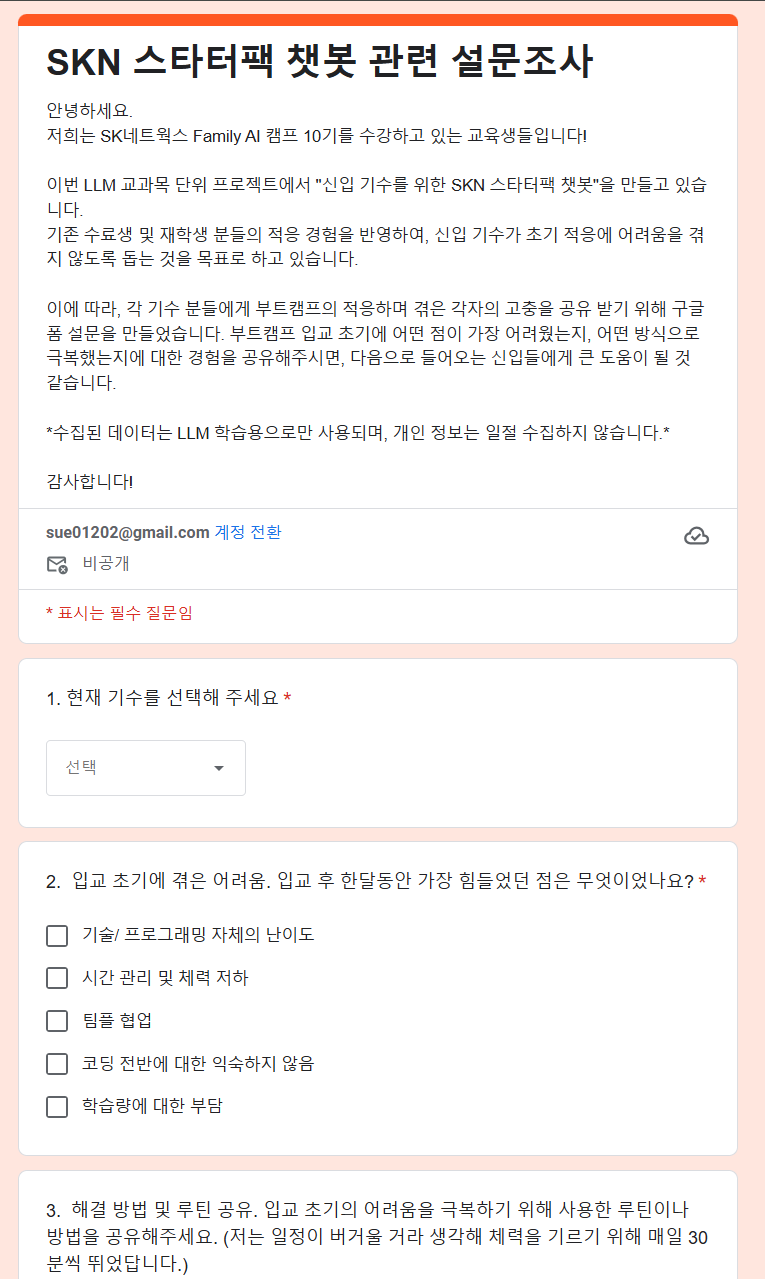 SKN 스타터팩 챗봇 관련 설문조사
안녕하세요.
저희는 SK네트웍스 Family AI 캠프 10기를 수강하고 있는 교육생들입니다!
이번 LLM 교과목 단위 프로젝트에서 "신입 기수를 위한 SKN 스타터팩 챗봇"을 만들고 있습
니다.
기존 수료생 및 재학생 분들의 적응 경험을 반영하여, 신입 기수가 초기 적응에 어려움을 겪
지 않도록 돕는 것을 목표로 하고 있습니다.
이에 따라, 각 기수 분들에게 부트캠프의 적응하며 겪은 각자의 고충을 공유 받기 위해 구글
폼 설문을 만들었습니다. 부트캠프 입교 초기에 어떤 점이 가장 어려웠는지, 어떤 방식으로
극복했는지에 대한 경험을 공유해주시면, 다음으로 들어오는 신입들에게 큰 도움이 될 것
같습니다.
*수집된 데이터는 LLM 학습용으로만 사용되며, 개인 정보는 일절 수집하지 않습니다.*
감사합니다!
sue01202@gmail.com 계정 전환
비공개
* 표시는 필수 질문임
1. 현재 기수를 선택해 주세요 *
선택
2. 입교 초기에 겪은 어려움. 입교 후 한달동안 가장 힘들었던 점은 무엇이었나요? *
기술/ 프로그래밍 자체의 난이도
시간 관리 및 체력 저하
팀플 협업
코딩 전반에 대한 익숙하지 않음
학습량에 대한 부담
3. 해결 방법 및 루틴 공유. 입교 초기의 어려움을 극복하기 위해 사용한 루틴이나
방법을 공유해주세요. (저는 일정이 버거울 거라 생각해 체력을 기르기 위해 매일 30
분씩 뛰었답니다.)